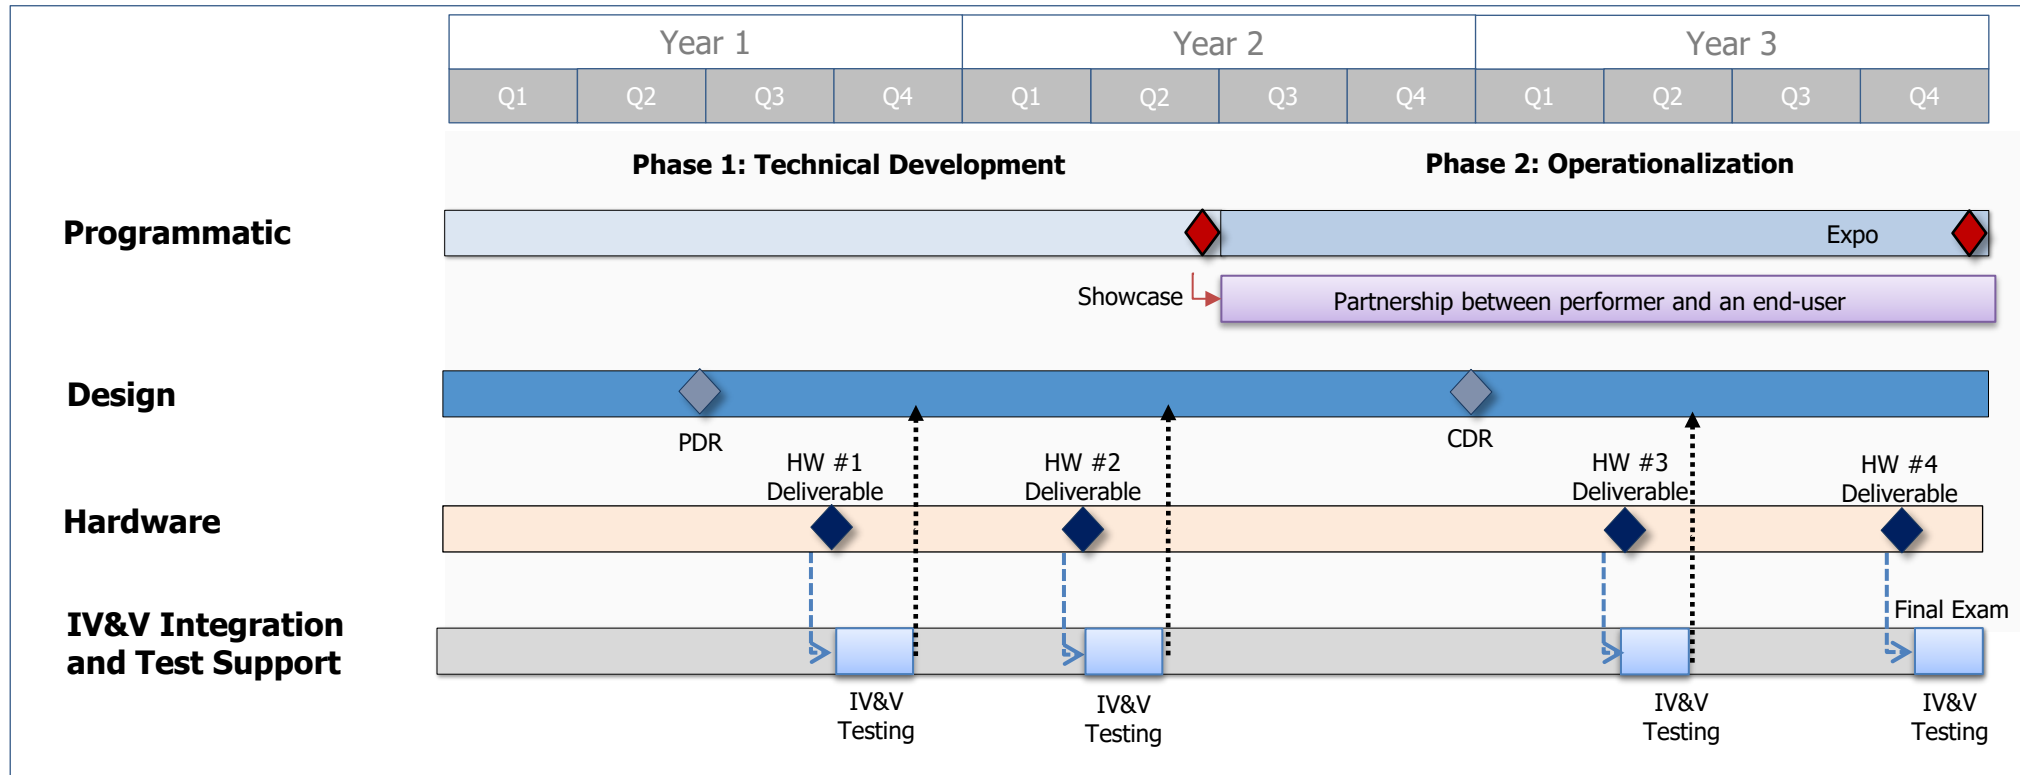 Year 1
Year 2
Year 3
Q1
Q2
Q3
Q4
Q1
Q2
Q3
Q4
Q1
Q2
Q3
Q4
Phase 1: Technical Development
Phase 2: Operationalization
Programmatic
Expo
Showcase
Partnership between performer and an end-user
Design
PDR
CDR
HW #1
Deliverable
HW #2
Deliverable
HW #3
Deliverable
HW #4
Deliverable
Hardware
Final Exam
IV&V Integration
and Test Support
IV&V
Testing
IV&V
Testing
IV&V
Testing
IV&V
Testing